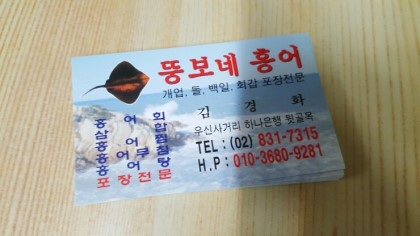 뚱보네 홍어
개업, 돌, 백일, 회갑 포장전문
김 경 화
우신사거리 하나은행 뒷골목
TEL : (02) 831-7315
H.P : 010-3680-9281
홍 어 회
삼 합
홍 어 찜
홍 어 무 침
홍 어 탕
포 장 전 문